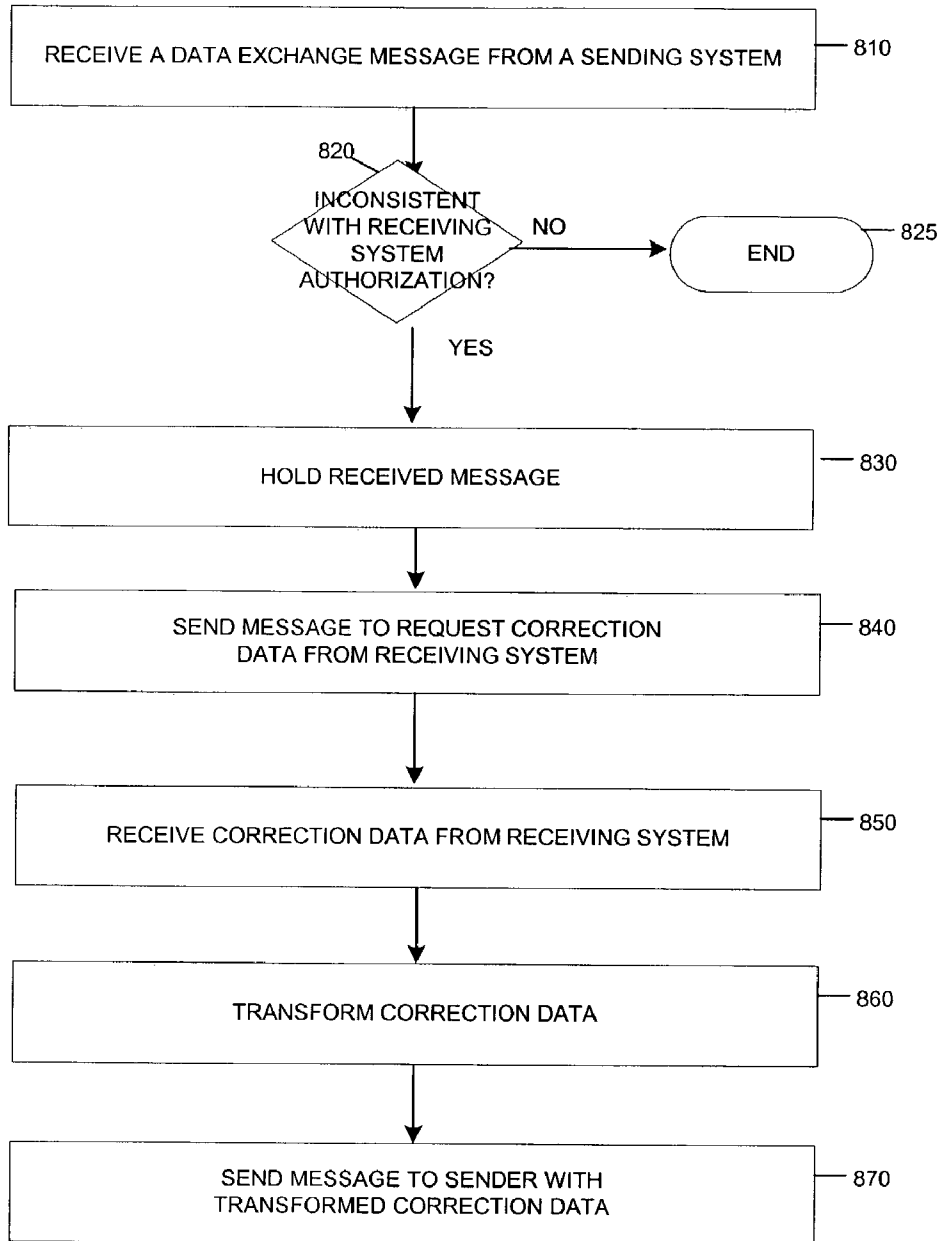 RECEIVE A DATA EXCHANGE MESSAGE FROM A SENDING SYSTEM
810
820
INCONSISTENT
WITH RECEIVING
SYSTEM
AUTHORIZATION?
NO
END
825
YES
HOLD RECEIVED MESSAGE
830
SEND MESSAGE TO REQUEST CORRECTION
DATA FROM RECEIVING SYSTEM
840
RECEIVE CORRECTION DATA FROM RECEIVING SYSTEM
850
TRANSFORM CORRECTION DATA
860
SEND MESSAGE TO SENDER WITH
TRANSFORMED CORRECTION DATA
870